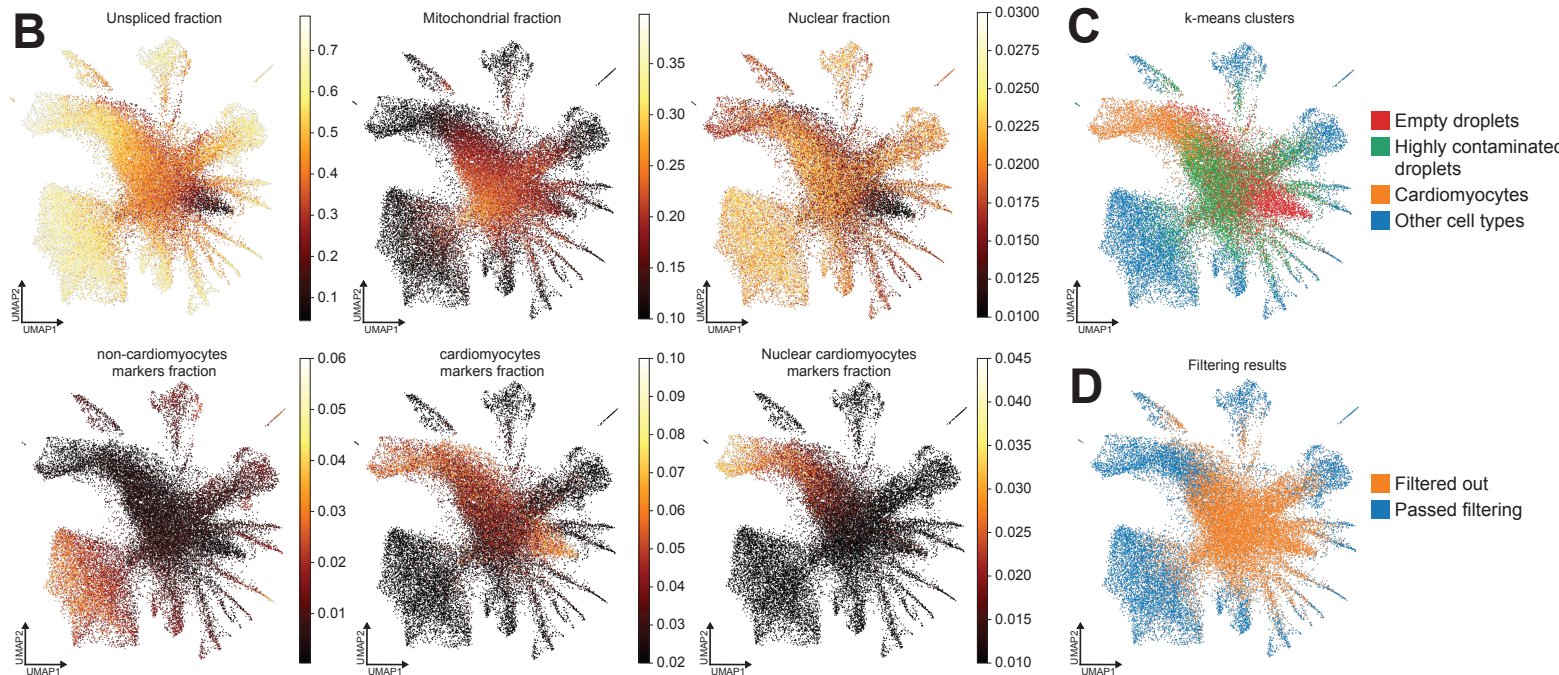 B
Unspliced fraction
0.7
0.6
0.5
0.4
0.3
0.2
0.1
UMAP2
UMAP1
Mitochondrial fraction
0.35
0.30
0.25
0.20
0.15
0.10
UMAP2
UMAP1
Nuclear fraction
0.0300
0.0275
0.0250
0.0225
0.0200
0.0175
0.0150
0.0125
0.0100
UMAP2
UMAP1
non-cardiomyocytes
markers fraction
0.06
0.05
0.04
0.03
0.02
0.01
UMAP2
UMAP1
cardiomyocytes
markers fraction
0.10
0.09
0.08
0.07
0.06
0.05
0.04
0.03
0.02
UMAP2
UMAP1
Nuclear cardiomyocytes
markers fraction
0.045
0.040
0.035
0.030
0.025
0.020
0.015
0.010
UMAP2
UMAP1
C
k-means clusters
Empty droplets
Highly contaminated
droplets
Cardiomyocytes
Other cell types
UMAP2
UMAP1
D
Filtering results
Filtered out
Passed filtering
UMAP2
UMAP1